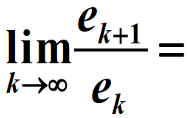 lim_{k→∞} e_{k+1}/e_k =